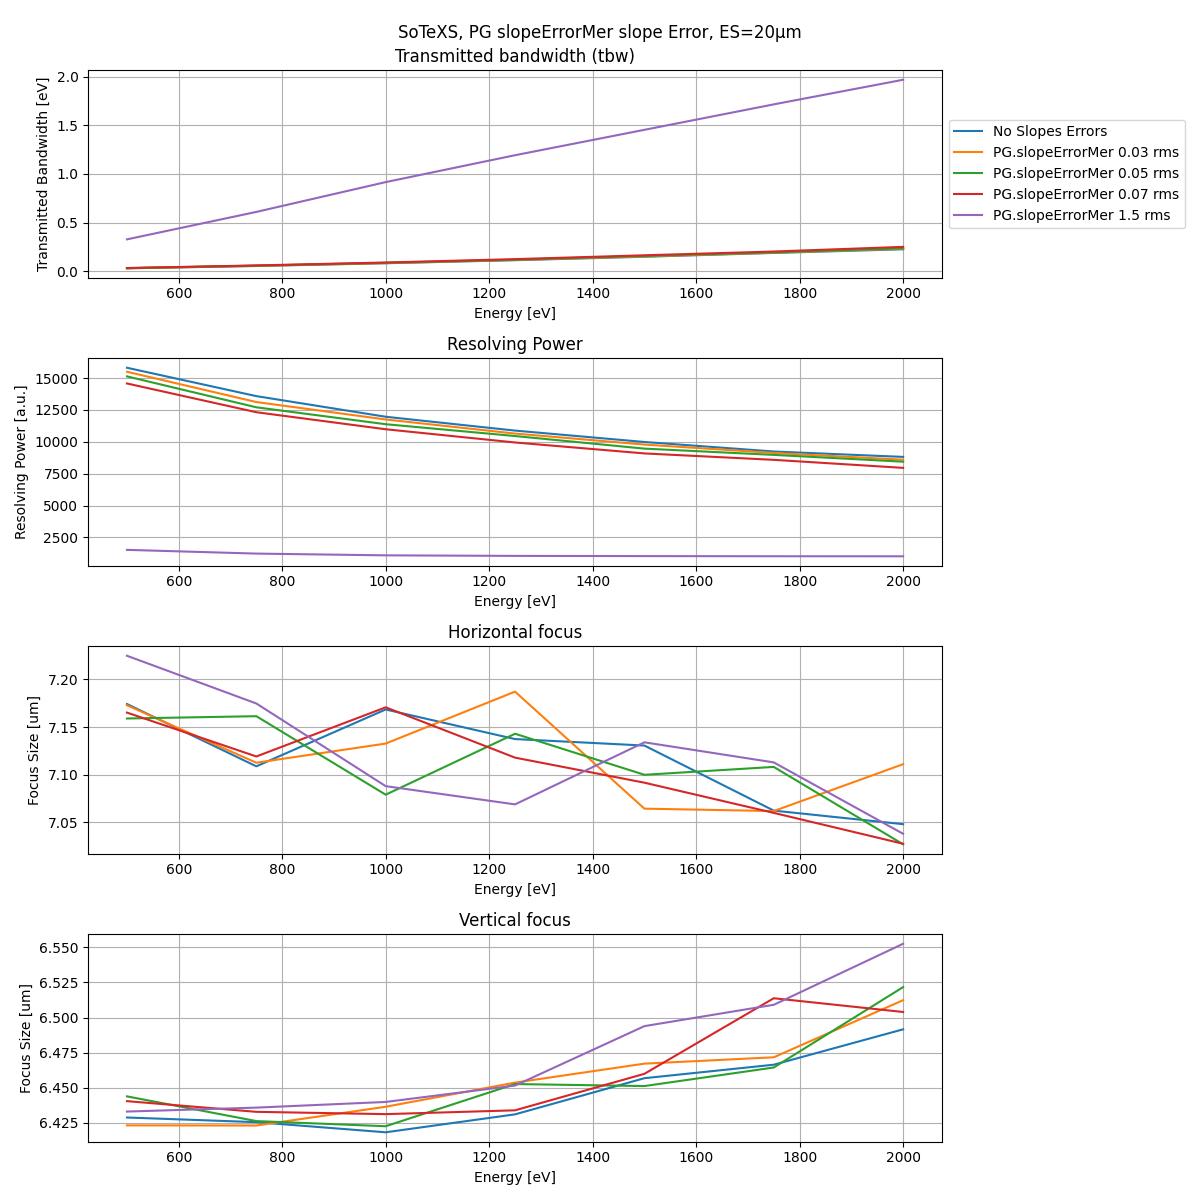 SoTeXS, PG slopeErrorMer slope Error, ES=20µm
Transmitted bandwidth (tbw)
Transmitted Bandwidth [eV]
2.0
1.5
1.0
0.5
0.0
600 800 1000 1200 1400 1600 1800 2000
Energy [eV]
No Slopes Errors
PG.slopeErrorMer 0.03 rms
PG.slopeErrorMer 0.05 rms
PG.slopeErrorMer 0.07 rms
PG.slopeErrorMer 1.5 rms
Resolving Power
Resolving Power [a.u.]
15000
12500
10000
7500
5000
2500
600 800 1000 1200 1400 1600 1800 2000
Energy [eV]
Horizontal focus
Focus Size [um]
7.20
7.15
7.10
7.05
600 800 1000 1200 1400 1600 1800 2000
Energy [eV]
Vertical focus
Focus Size [um]
6.550
6.525
6.500
6.475
6.450
6.425
600 800 1000 1200 1400 1600 1800 2000
Energy [eV]